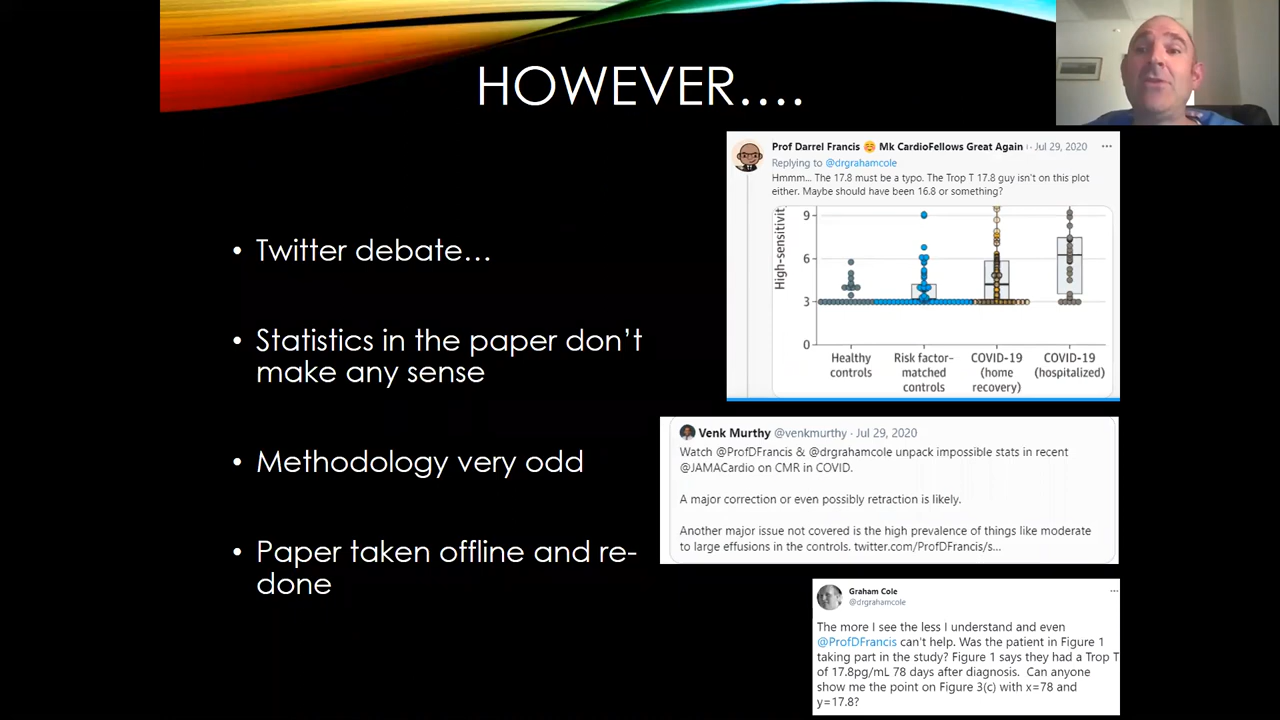 HOWEVER....
• Twitter debate...
• Statistics in the paper don't
make any sense
• Methodology very odd
• Paper taken offline and re-
done
Prof Darrel Francis ☺️ Mk CardioFellows Great Again · Jul 29, 2020
Replying to @drgrahamcole
Hmmm... The 17.8 must be a typo. The Trop T 17.8 guy isn't on this plot
either. Maybe should have been 16.8 or something?
High-sensitivit
9
6
3
0
Healthy
controls
Risk factor-
matched
controls
COVID-19
(home
recovery)
COVID-19
(hospitalized)
Venk Murthy @venkmurthy · Jul 29, 2020
Watch @ProfDFrancis & @drgrahamcole unpack impossible stats in recent
@JAMACardio on CMR in COVID.
A major correction or even possibly retraction is likely.
Another major issue not covered is the high prevalence of things like moderate
to large effusions in the controls. twitter.com/ProfDFrancis/s...
Graham Cole
@drgrahamcole
The more I see the less I understand and even
@ProfDFrancis can't help. Was the patient in Figure 1
taking part in the study? Figure 1 says they had a Trop T
of 17.8pg/mL 78 days after diagnosis. Can anyone
show me the point on Figure 3(c) with x=78 and
y=17.8?